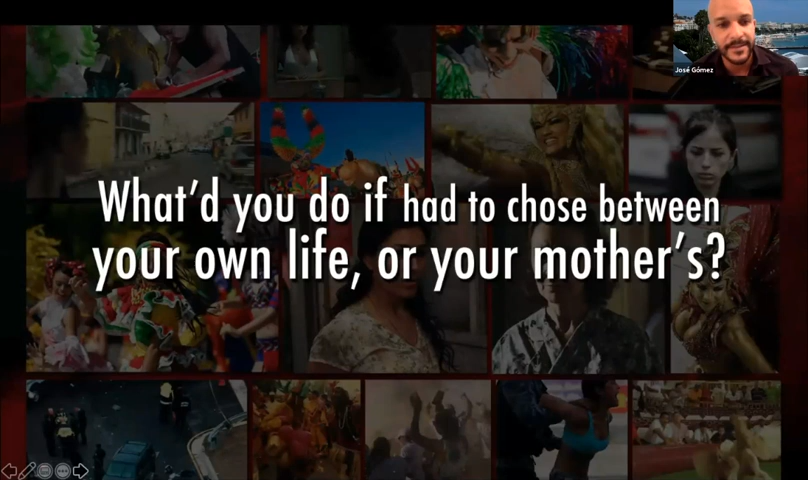 José Gómez
What'd you do if had to chose between
your own life, or your mother's?